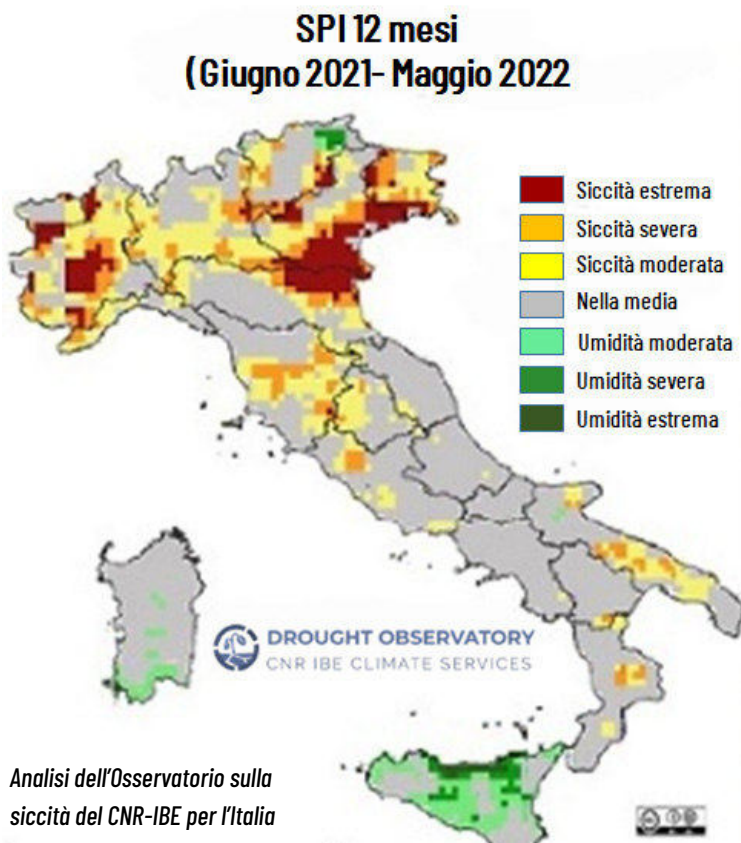 SPI 12 mesi
(Giugno 2021- Maggio 2022
Siccità estrema
Siccità severa
Siccità moderata
Nella media
Umidità moderata
Umidità severa
Umidità estrema
DROUGHT OBSERVATORY
CNR IBE CLIMATE SERVICES
Analisi dell'Osservatorio sulla
siccità del CNR-IBE per l'Italia